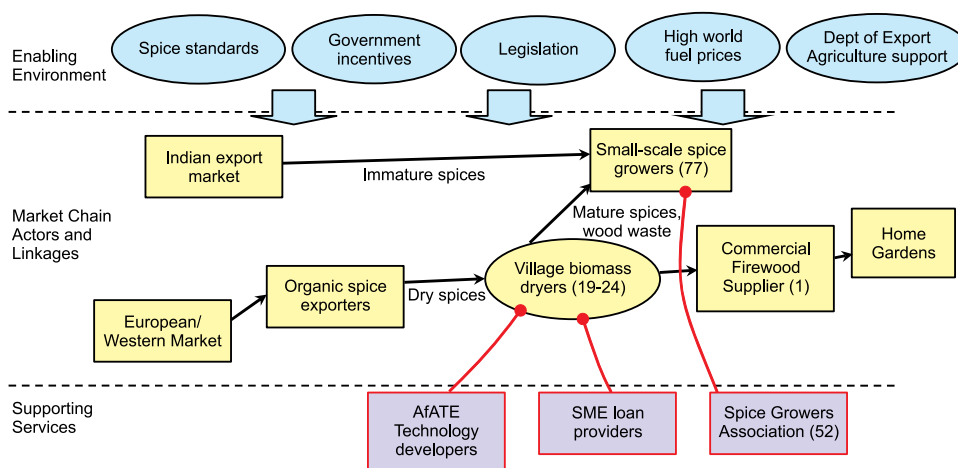 Enabling
Environment
Spice standards
Government
incentives
Legislation
High world
fuel prices
Dept of Export
Agriculture support
Market Chain
Actors and
Linkages
Indian export
market
Immature spices
Small-scale spice
growers (77)
Mature spices,
wood waste
European/
Western Market
Organic spice
exporters
Dry spices
Village biomass
dryers (19-24)
Commercial
Firewood
Supplier (1)
Home
Gardens
Supporting
Services
AfATE
Technology
developers
SME loan
providers
Spice Growers
Association (52)